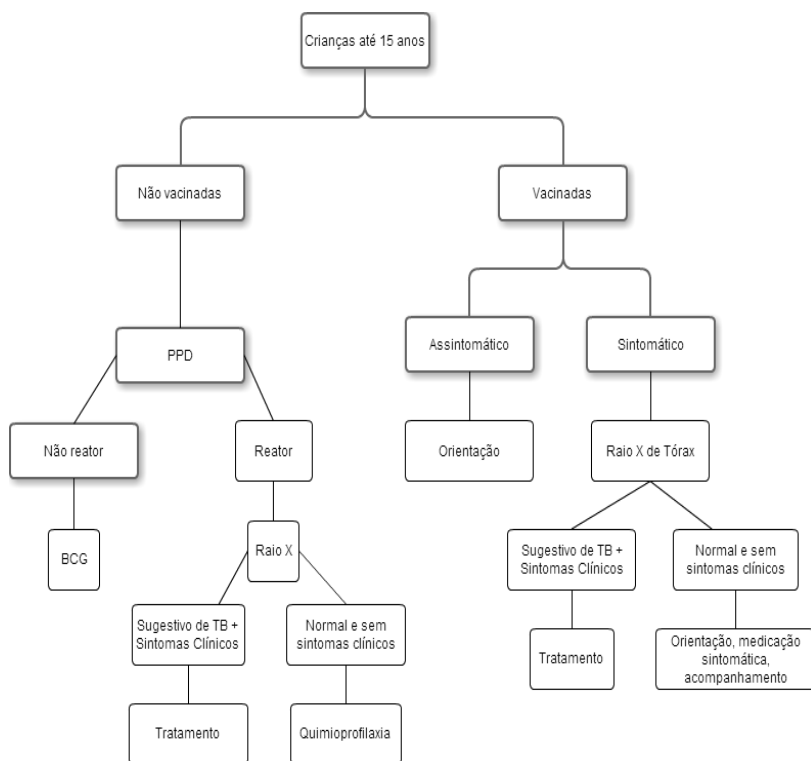 Crianças até 15 anos
Não vacinadas
Vacinadas
PPD
Assintomático
Sintomático
Não reator
Reator
Orientação
Raio X de Tórax
BCG
Raio X
Sugestivo de TB +
Sintomas Clínicos
Normal e sem
sintomas clínicos
Sugestivo de TB +
Sintomas Clínicos
Normal e sem
sintomas clínicos
Tratamento
Orientação, medicação
sintomática,
acompanhamento
Tratamento
Quimioprofilaxia